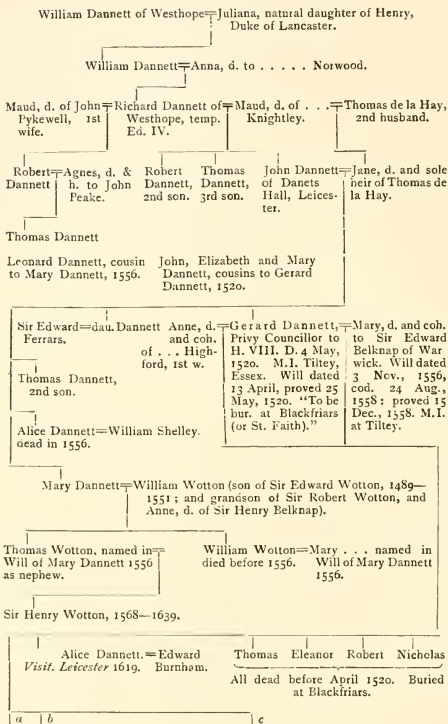 William Dannett of Westhope=Juliana, natural daughter of Henry,
Duke of Lancaster.
William Dannett=Anna, d. to . . . . . Norwood.
Maud, d. of John=
Pykewell, 1st
wife.
Richard Dannett of=
Westhope, temp.
Ed. IV.
Maud, d. of . . .=
Knightley.
Thomas de la Hay,
2nd husband.
Robert=
Dannett
Agnes, d. &
h. to John
Peake.
Robert
Dannett,
2nd son.
Thomas
Dannett,
3rd son.
John Dannett=
of Danets
Hall, Leices-
ter.
Jane, d. and sole
heir of Thomas de
la Hay.
Thomas Dannett
Leonard Dannett, cousin
to Mary Dannett, 1556.
John, Elizabeth and Mary
Dannett, cousins to Gerard
Dannett, 1520.
Sir Edward=dau. Dannett
Ferrars.
Anne, d.=
and coh.
of . . . High-
ford, 1st w.
Gerard Dannett,=
Privy Councillor to
H. VIII. D. 4 May,
1520. M.I. Tiltey,
Essex. Will dated
13 April, proved 25
May, 1520. "To be
bur. at Blackfriars
(or St. Faith)."
Mary, d. and coh.
to Sir Edward
Belknap of War
wick. Will dated
3 Nov., 1556,
cod. 24 Aug.,
1558: proved 15
Dec., 1558. M.I.
at Tiltey.
Thomas Dannett,
2nd son.
Alice Dannett=William Shelley.
dead in 1556.
Mary Dannett=William Wotton (son of Sir Edward Wotton, 1489—
1551; and grandson of Sir Robert Wotton, and
Anne, d. of Sir Henry Belknap).
Thomas Wotton, named in=
Will of Mary Dannett 1556
as nephew.
William Wotton=Mary . . . named in
died before 1556. Will of Mary Dannett
1556.
Sir Henry Wotton, 1568—1639.
Alice Dannett.=Edward
Visit. Leicester 1619. Burnham.
Thomas Eleanor Robert Nicholas
All dead before April 1520. Buried
at Blackfriars.
a b c